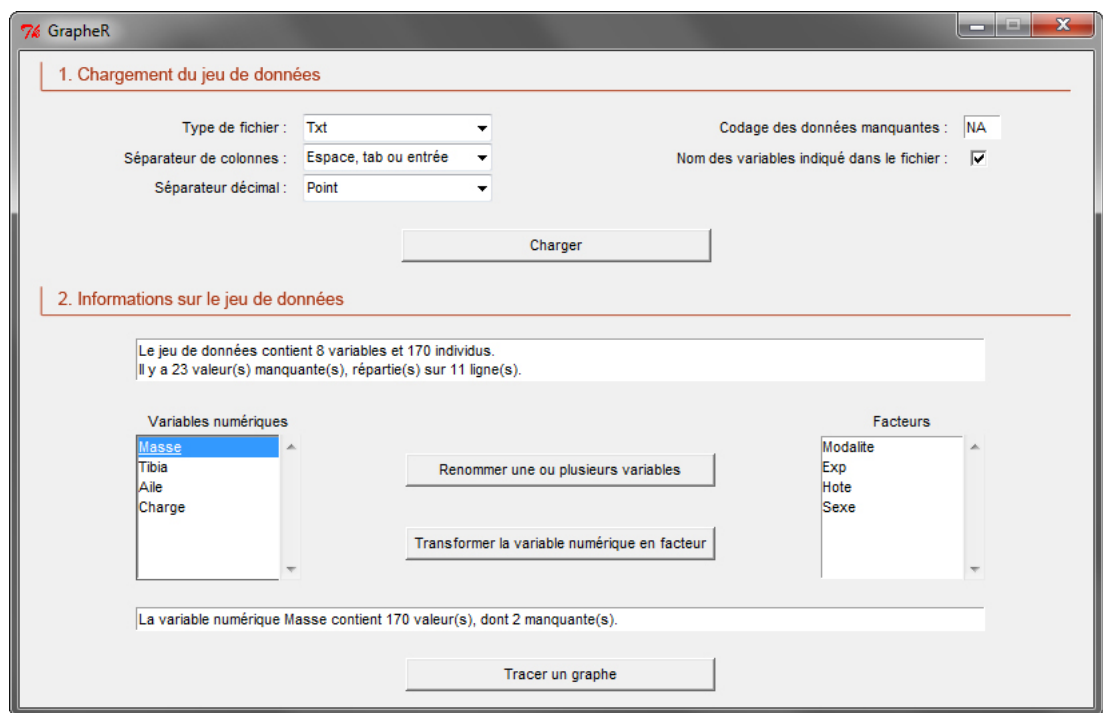 GrapheR
1. Chargement du jeu de données
Type de fichier : Txt
Codage des données manquantes : NA
Séparateur de colonnes : Espace, tab ou entrée
Nom des variables indiqué dans le fichier :
Séparateur décimal : Point
Charger
2. Informations sur le jeu de données
Le jeu de données contient 8 variables et 170 individus.
Il y a 23 valeur(s) manquante(s), répartie(s) sur 11 ligne(s).
Variables numériques
Masse
Tibia
Aile
Charge
Renommer une ou plusieurs variables
Transformer la variable numérique en facteur
Facteurs
Modalite
Exp
Hote
Sexe
La variable numérique Masse contient 170 valeur(s), dont 2 manquante(s).
Tracer un graphe